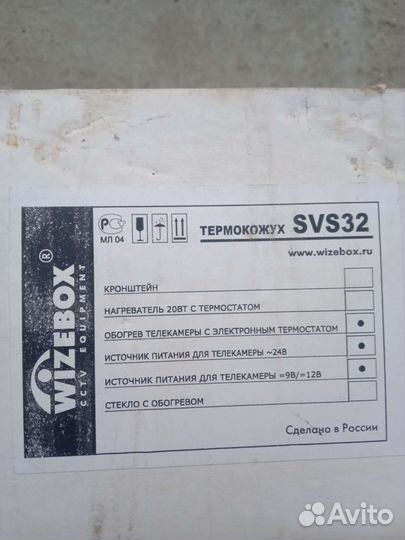 WIZEBOX®
CCTV EQUIPMENT
РС
МЛ 04
ТЕРМОКОЖУХ SVS32
www.wizebox.ru
КРОНШТЕЙН
НАГРЕВАТЕЛЬ 20ВТ С ТЕРМОСТАТОМ
ОБОГРЕВ ТЕЛЕКАМЕРЫ С ЭЛЕКТРОННЫМ ТЕРМОСТАТОМ
ИСТОЧНИК ПИТАНИЯ ДЛЯ ТЕЛЕКАМЕРЫ ~24В
ИСТОЧНИК ПИТАНИЯ ДЛЯ ТЕЛЕКАМЕРЫ =9В/=12В
СТЕКЛО С ОБОГРЕВОМ
Сделано в России
Avito